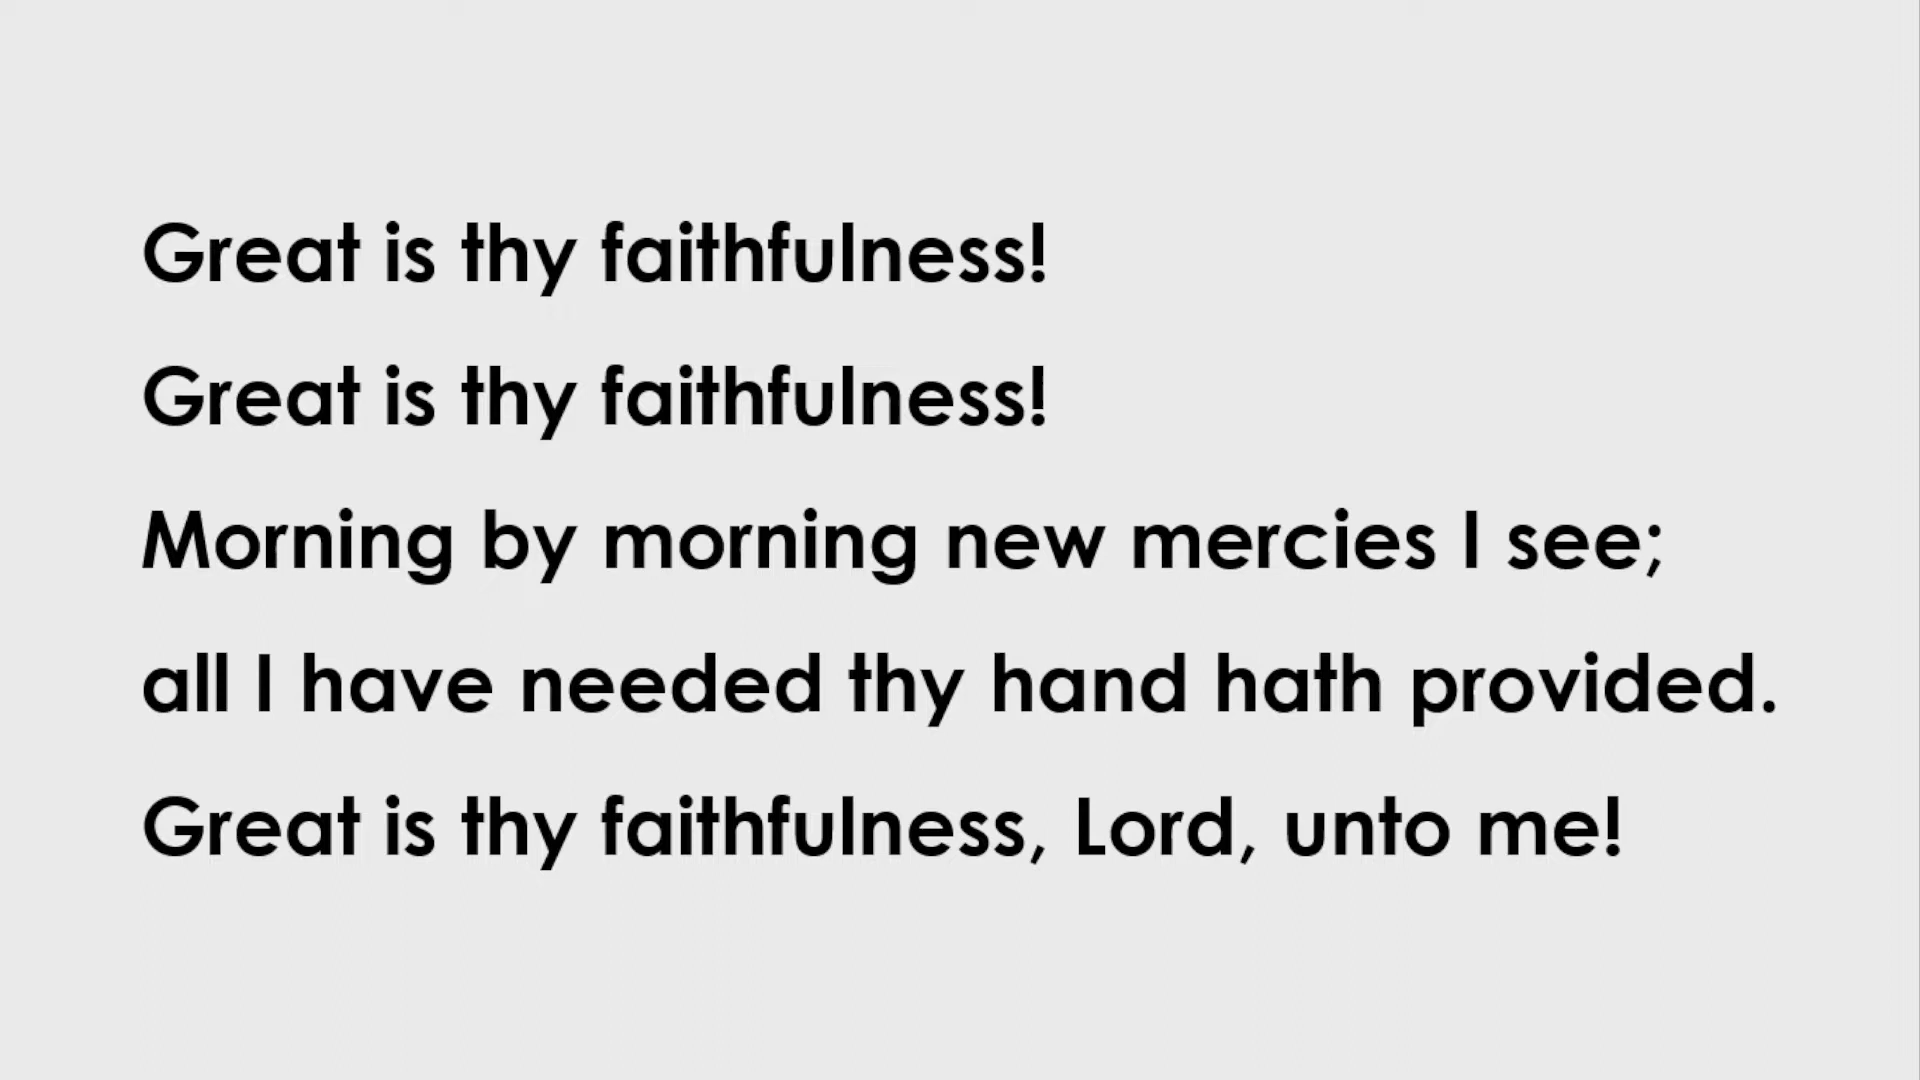 Great is thy faithfulness!
Great is thy faithfulness!
Morning by morning new mercies I see;
all I have needed thy hand hath provided.
Great is thy faithfulness, Lord, unto me!